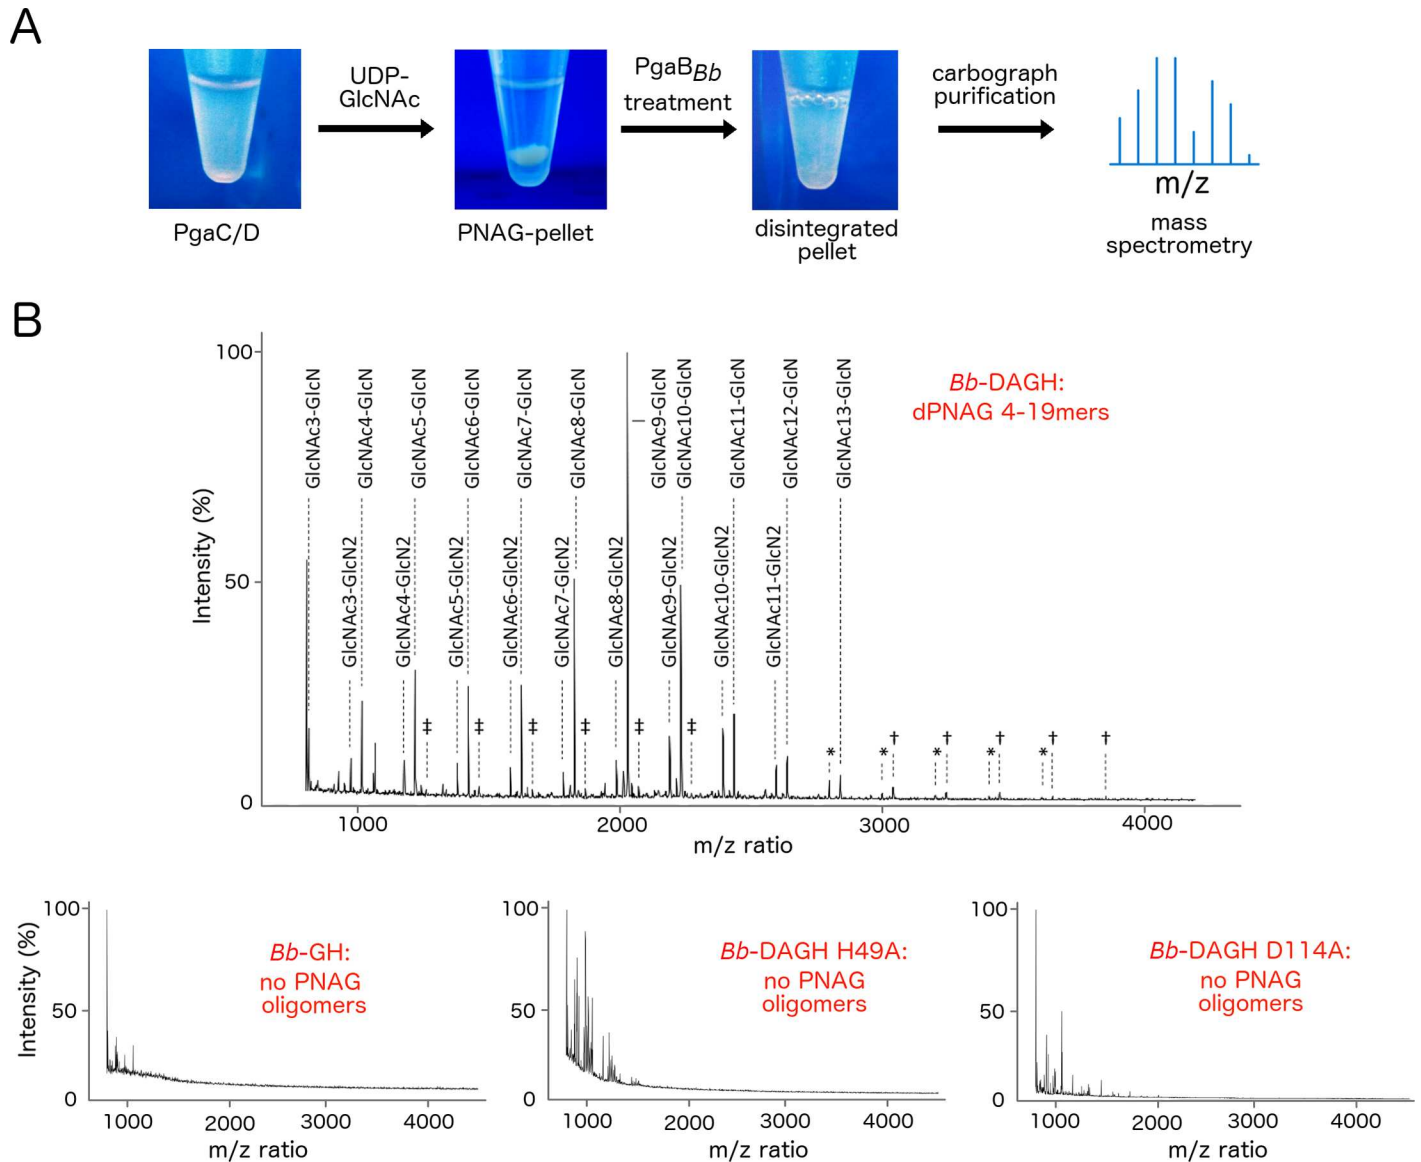 A
UDP-
GlcNAc
PgaBBb
treatment
carbograph
purification
m/z
PgaC/D
PNAG-pellet
disintegrated
pellet
mass
spectrometry
B
100
50
0
Intensity (%)
GlcNAc3-GlcN
GlcNAc4-GlcN
GlcNAc5-GlcN
GlcNAc6-GlcN
GlcNAc7-GlcN
GlcNAc8-GlcN
GlcNAc9-GlcN
GlcNAc10-GlcN
GlcNAc11-GlcN
GlcNAc12-GlcN
GlcNAc13-GlcN
GlcNAc3-GlcN2
GlcNAc4-GlcN2
GlcNAc5-GlcN2
GlcNAc6-GlcN2
GlcNAc7-GlcN2
GlcNAc8-GlcN2
GlcNAc9-GlcN2
GlcNAc10-GlcN2
GlcNAc11-GlcN2
‡ ‡ ‡ ‡ ‡ ‡ * * † * † * † * † †
Bb-DAGH:
dPNAG 4-19mers
1000 2000 3000 4000
m/z ratio
100
50
0
Intensity (%)
Bb-GH:
no PNAG
oligomers
1000 2000 3000 4000
m/z ratio
100
50
0
Bb-DAGH H49A:
no PNAG
oligomers
1000 2000 3000 4000
m/z ratio
100
50
0
Bb-DAGH D114A:
no PNAG
oligomers
1000 2000 3000 4000
m/z ratio